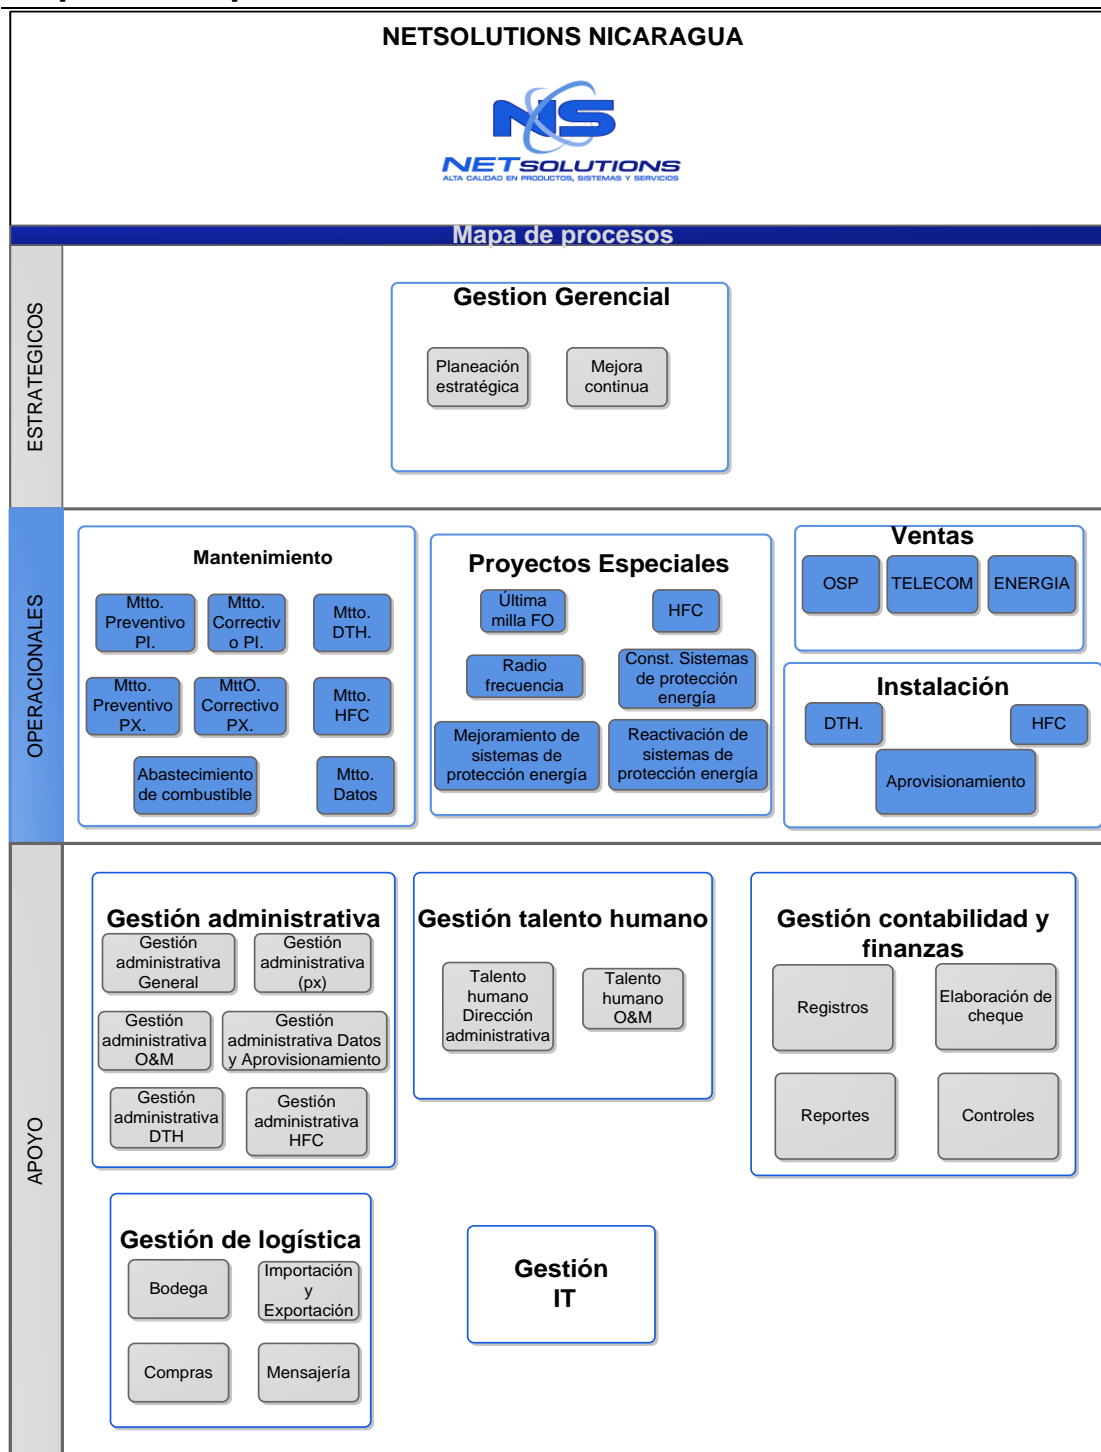 NETSOLUTIONS NICARAGUA
NS
NETSOLUTIONS
ALTA CALIDAD EN PRODUCTOS, SISTEMAS Y SERVICIOS
Mapa de procesos
ESTRATEGICOS
Gestion Gerencial
Planeación
estratégica
Mejora
continua
OPERACIONALES
Mantenimiento
Mtto.
Preventivo
PI.
Mtto.
Correctiv
o PI.
Mtto.
DTH.
Mtto.
Preventivo
PX.
MttO.
Correctivo
PX.
Mtto.
HFC
Abastecimiento
de combustible
Mtto.
Datos
Proyectos Especiales
Última
milla FO
HFC
Radio
frecuencia
Const. Sistemas
de protección
energía
Mejoramiento de
sistemas de
protección energía
Reactivación de
sistemas de
protección energía
Ventas
OSP
TELECOM
ENERGIA
Instalación
DTH.
HFC
Aprovisionamiento
APOYO
Gestión administrativa
Gestión
administrativa
General
Gestión
administrativa
(px)
Gestión
administrativa
O&M
Gestión
administrativa Datos
y Aprovisionamiento
Gestión
administrativa
DTH
Gestión
administrativa
HFC
Gestión talento humano
Talento
humano
Dirección
administrativa
Talento
humano
O&M
Gestión contabilidad y
finanzas
Registros
Elaboración de
cheque
Reportes
Controles
Gestión de logística
Bodega
Importación
y
Exportación
Compras
Mensajería
Gestión
IT